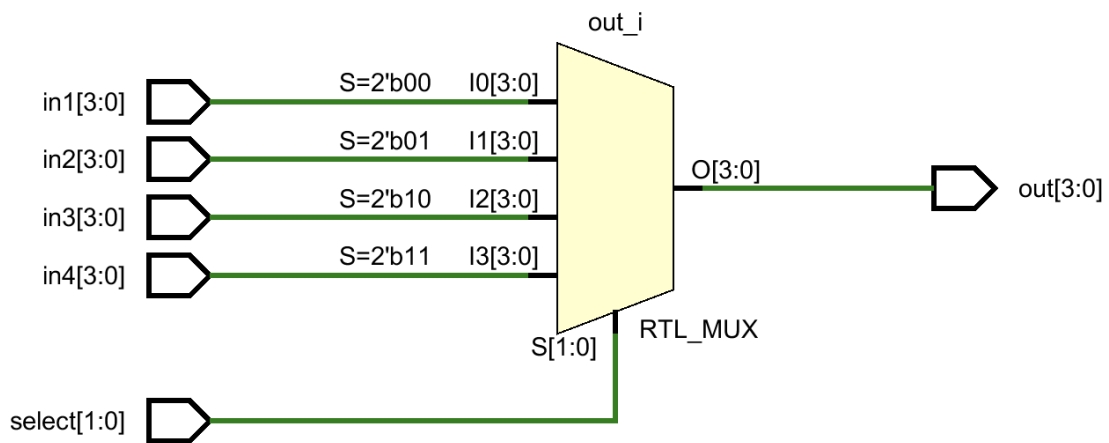 out_i
in1[3:0] S=2'b00 I0[3:0]
in2[3:0] S=2'b01 I1[3:0]
in3[3:0] S=2'b10 I2[3:0]
in4[3:0] S=2'b11 I3[3:0]
O[3:0] out[3:0]
S[1:0] RTL_MUX
select[1:0]